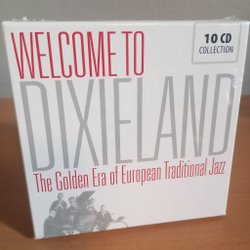 WELCOME TO
10 CD
COLLECTION
DIXIELAND
The Golden Era of European Traditional Jazz